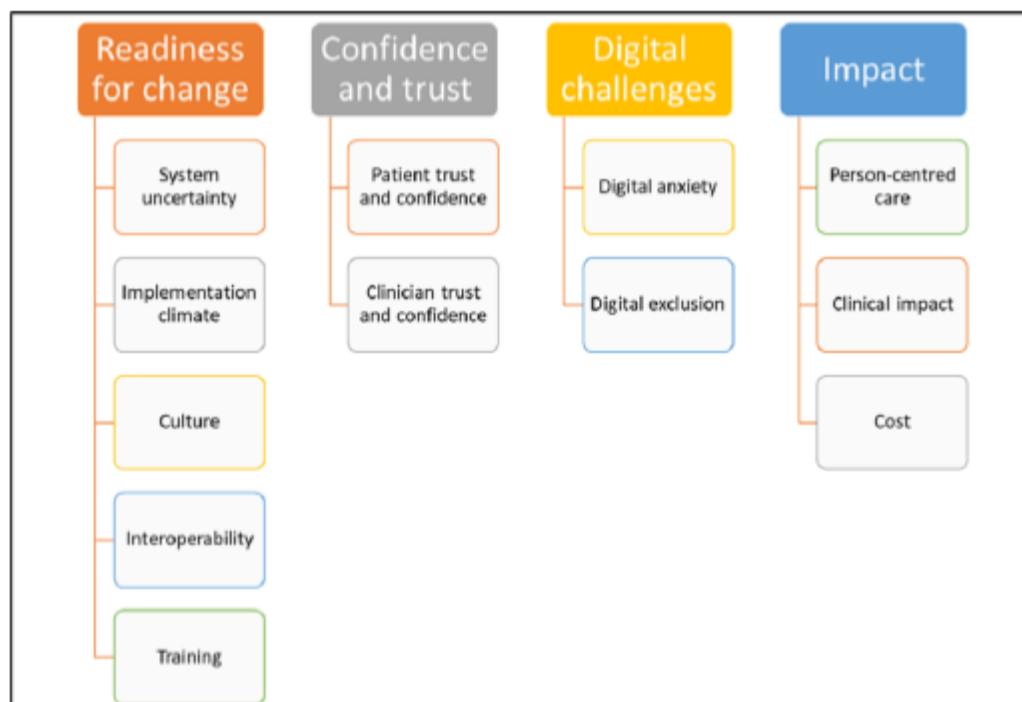 Readiness
for change
System
uncertainty
Implementation
climate
Culture
Interoperability
Training
Confidence
and trust
Patient trust
and confidence
Clinician trust
and confidence
Digital
challenges
Digital anxiety
Digital exclusion
Impact
Person-centred
care
Clinical impact
Cost